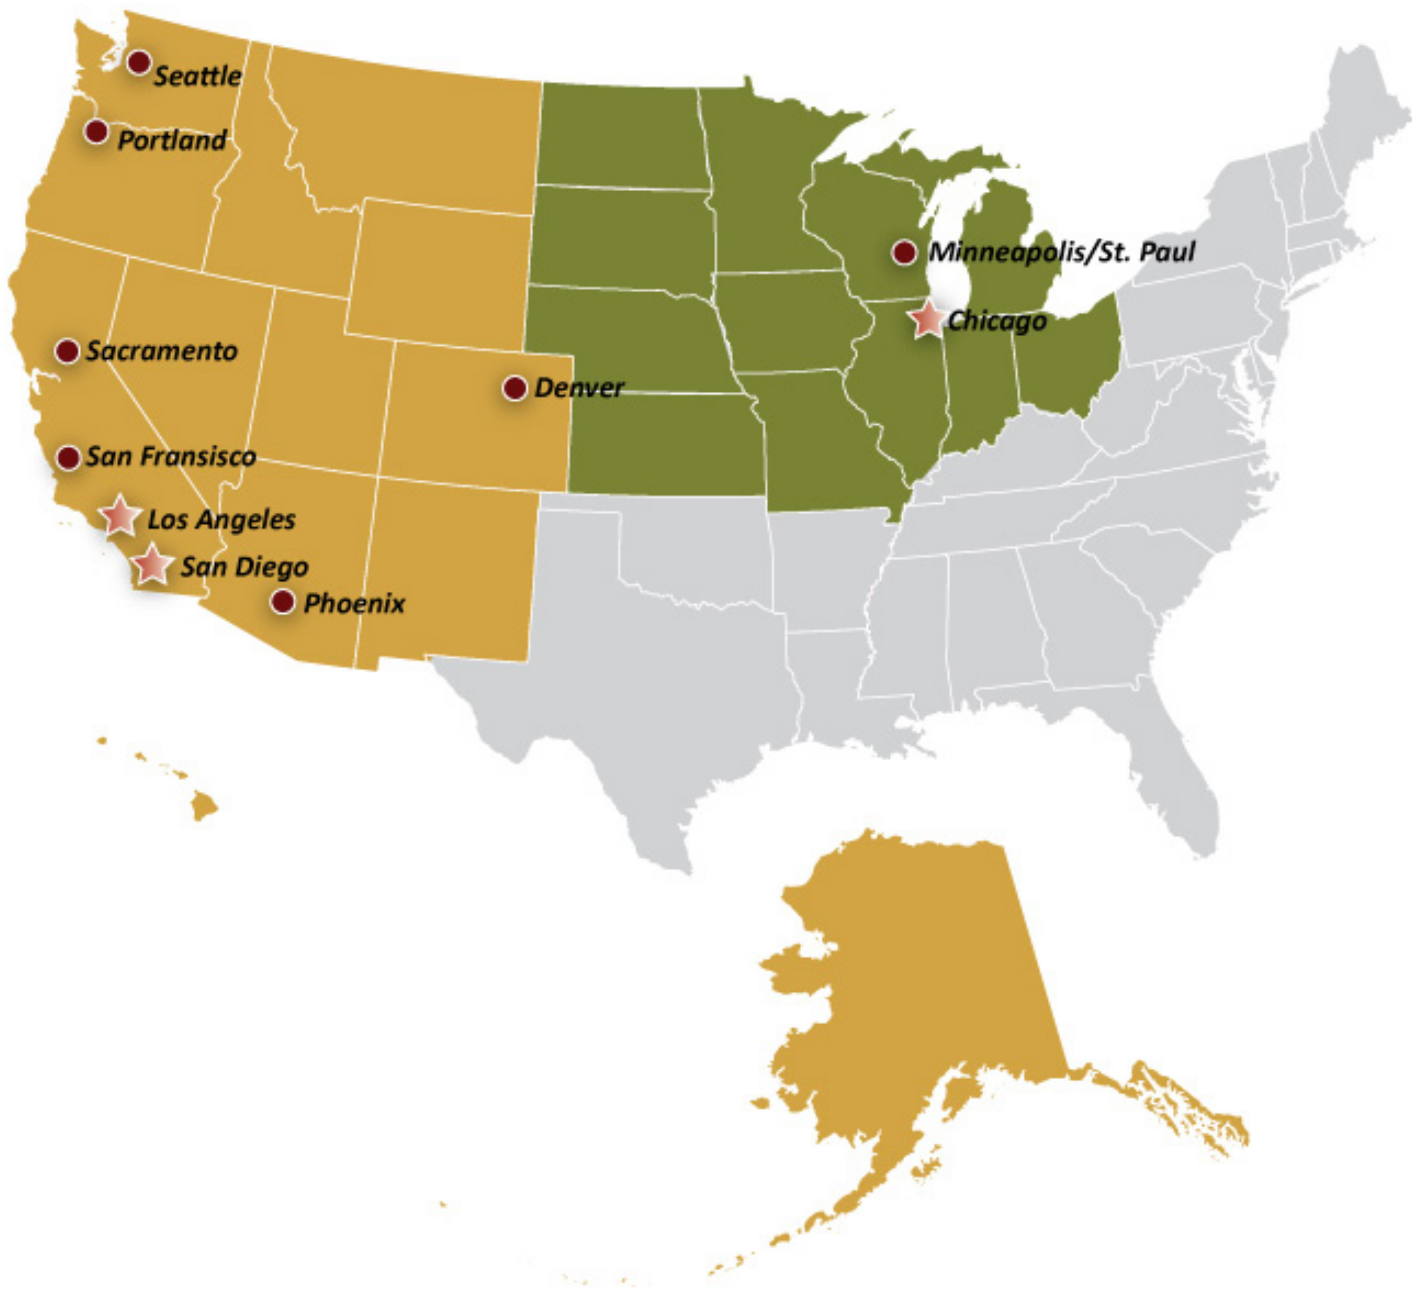 Seattle
Portland
Minneapolis/St. Paul
Chicago
Sacramento
Denver
San Fransisco
Los Angeles
San Diego
Phoenix